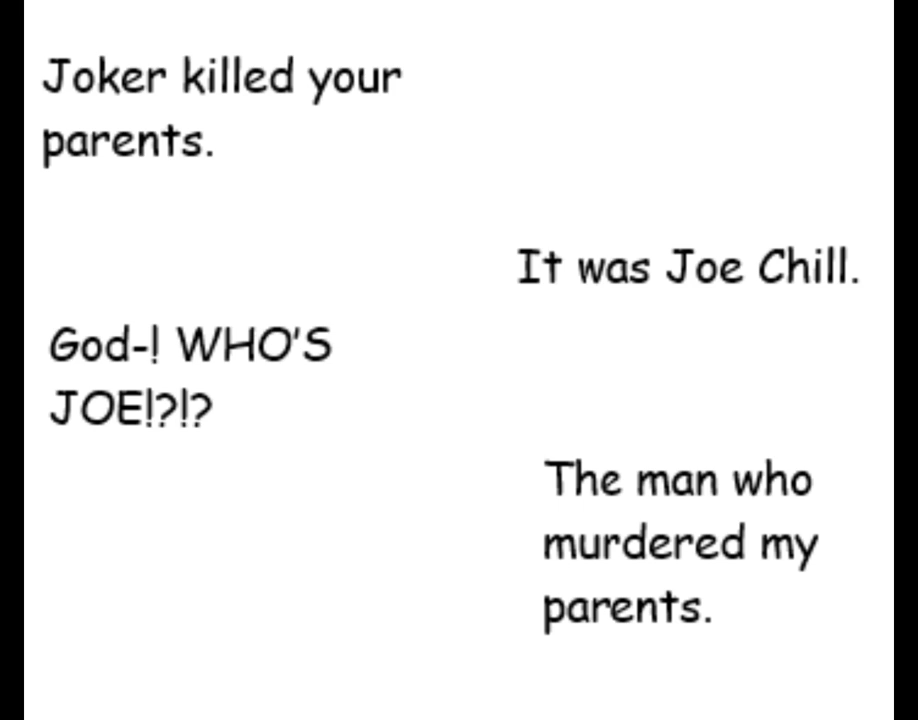 Joker killed your
parents.
It was Joe Chill.
God-! WHO'S
JOE!?!?
The man who
murdered my
parents.